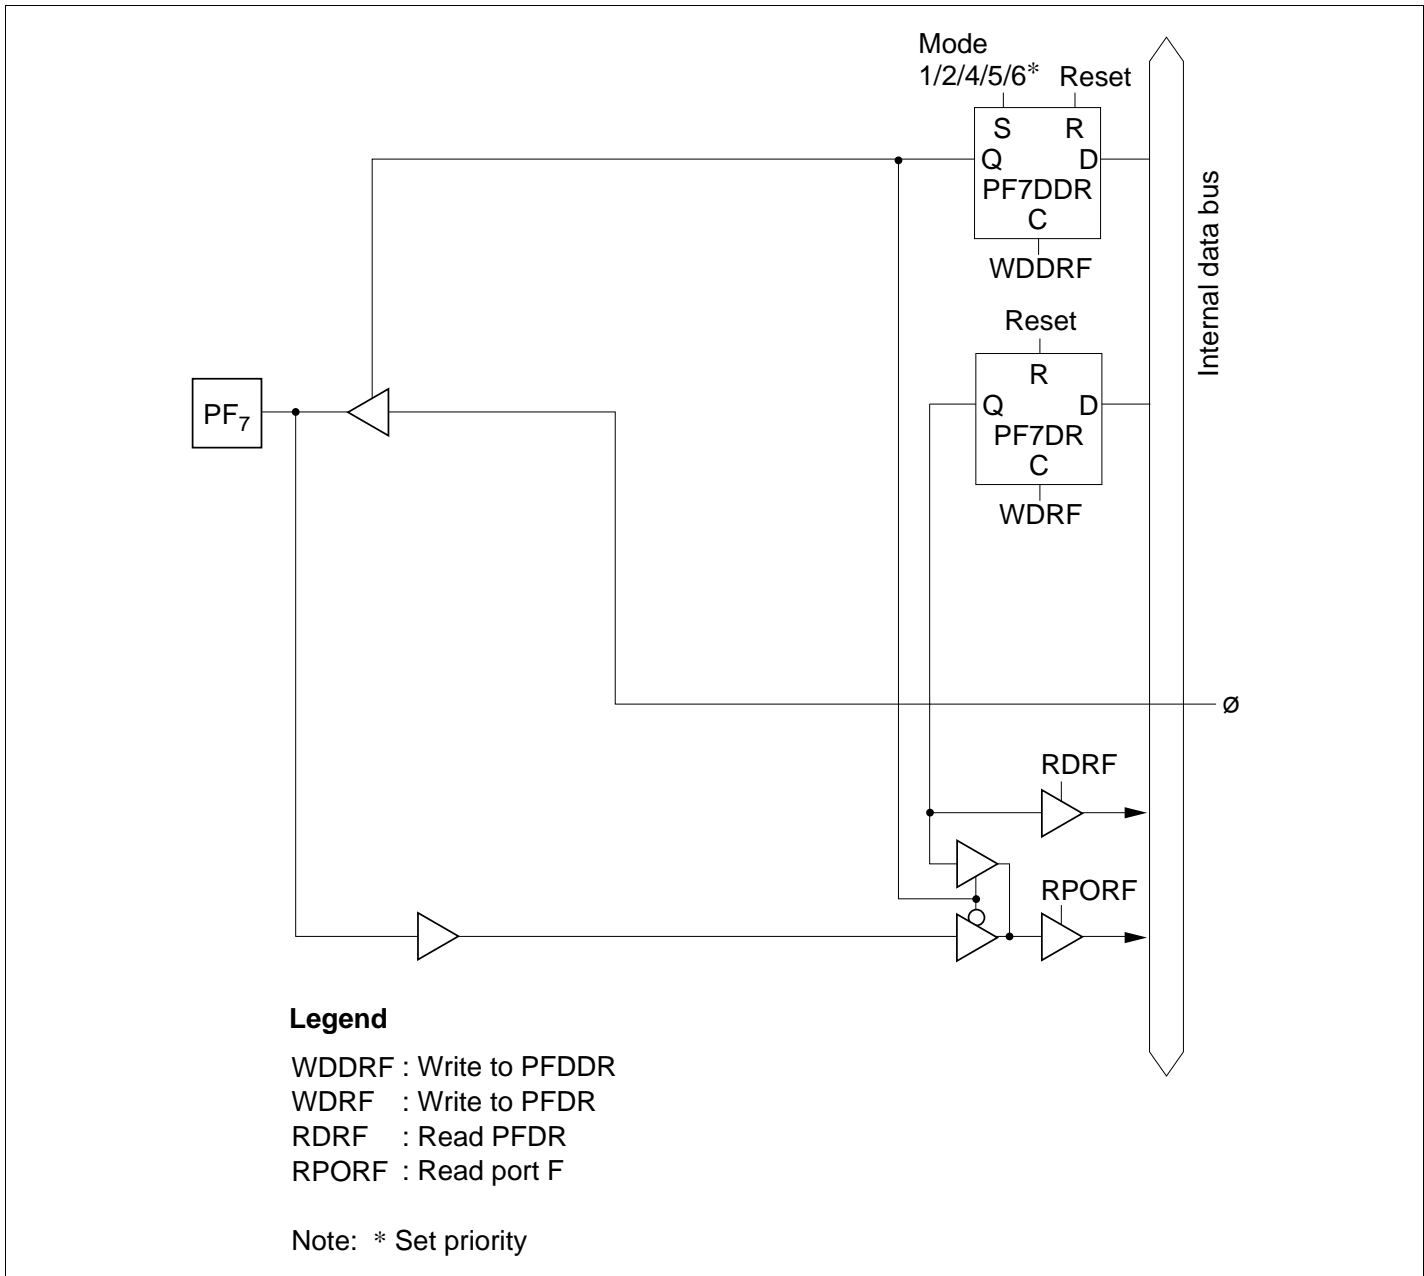 Mode
1/2/4/5/6* Reset
S R
Q D
PF7DDR
C
WDDRF
Internal data bus
Reset
R
Q D
PF7DR
C
WDRF
PF7
ø
RDRF
RPORF
Legend
WDDRF : Write to PFDDR
WDRF : Write to PFDR
RDRF : Read PFDR
RPORF : Read port F
Note: * Set priority